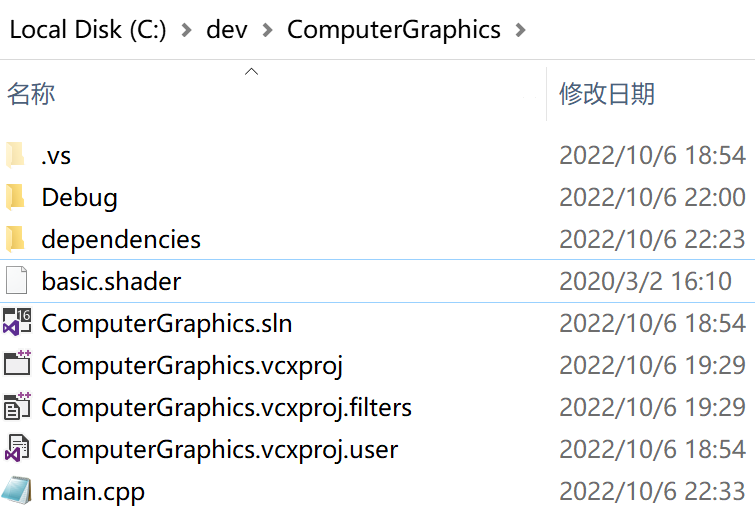 Local Disk (C:) > dev > ComputerGraphics >
名称 修改日期
.vs 2022/10/6 18:54
Debug 2022/10/6 22:00
dependencies 2022/10/6 22:23
basic.shader 2020/3/2 16:10
16 ComputerGraphics.sln 2022/10/6 18:54
ComputerGraphics.vcxproj 2022/10/6 19:29
ComputerGraphics.vcxproj.filters 2022/10/6 19:29
ComputerGraphics.vcxproj.user 2022/10/6 18:54
main.cpp 2022/10/6 22:33